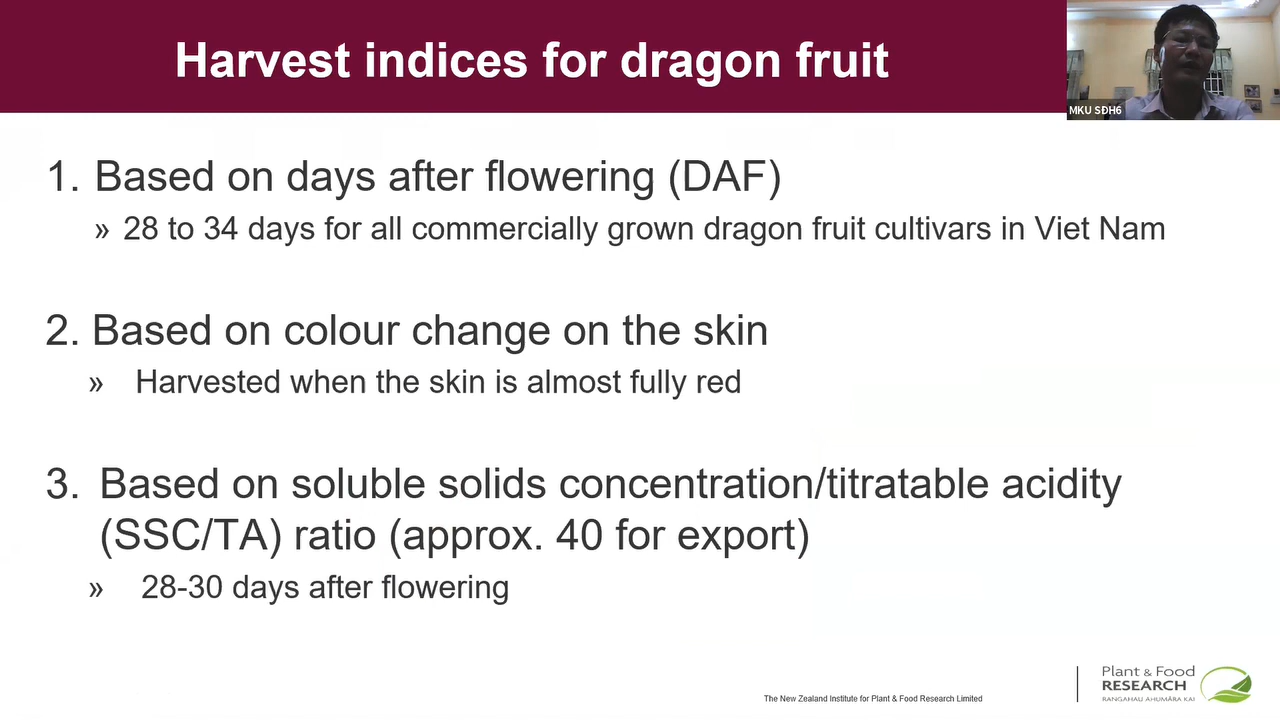 Harvest indices for dragon fruit
MKU SĐH6
1. Based on days after flowering (DAF)
» 28 to 34 days for all commercially grown dragon fruit cultivars in Viet Nam
2. Based on colour change on the skin
» Harvested when the skin is almost fully red
3. Based on soluble solids concentration/titratable acidity
(SSC/TA) ratio (approx. 40 for export)
» 28-30 days after flowering
The New Zealand Institute for Plant & Food Research Limited
Plant & Food
RESEARCH
RANGAHAU AHUMĀRA KAI